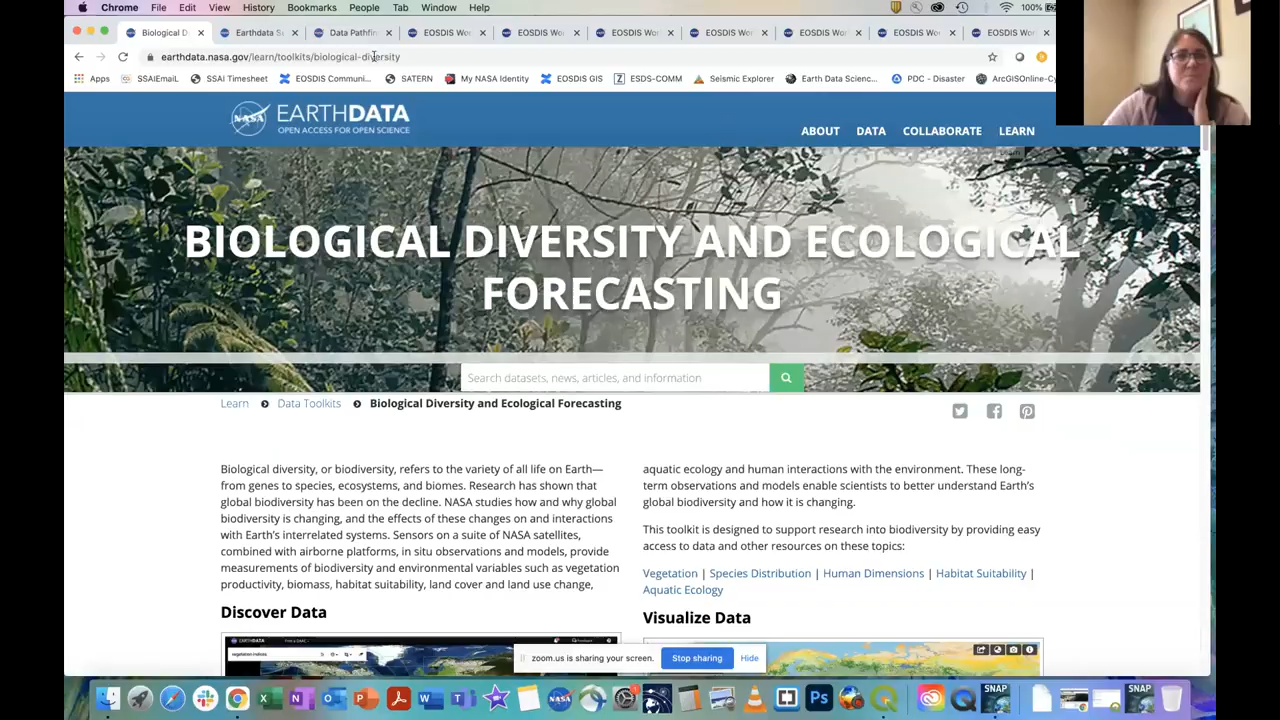 Chrome File Edit View History Bookmarks People Tab Window Help 100%
Biological D Earthdata S Data Pathfin EOSDIS Wor EOSDIS Wor EOSDIS Wor EOSDIS Wor EOSDIS Wor EOSDIS Wor EOSDIS Wor
earthdata.nasa.gov/learn/toolkits/biological-diversity
Apps SSAiEmaiL SSAI Timesheet EOSDIS Communi... SATERN My NASA Identity EOSDIS GIS ESDS-COMM Seismic Explorer Earth Data Scienc... PDC - Disaster ArcGISOnline-Cy
NASA EARTHDATA
OPEN ACCESS FOR OPEN SCIENCE
ABOUT DATA COLLABORATE LEARN
BIOLOGICAL DIVERSITY AND ECOLOGICAL
FORECASTING
Search datasets, news, articles, and information
Learn Data Toolkits Biological Diversity and Ecological Forecasting
Biological diversity, or biodiversity, refers to the variety of all life on Earth—
from genes to species, ecosystems, and biomes. Research has shown that
global biodiversity has been on the decline. NASA studies how and why global
biodiversity is changing, and the effects of these changes on and interactions
with Earth's interrelated systems. Sensors on a suite of NASA satellites,
combined with airborne platforms, in situ observations and models, provide
measurements of biodiversity and environmental variables such as vegetation
productivity, biomass, habitat suitability, land cover and land use change,
aquatic ecology and human interactions with the environment. These long-
term observations and models enable scientists to better understand Earth's
global biodiversity and how it is changing.
This toolkit is designed to support research into biodiversity by providing easy
access to data and other resources on these topics:
Vegetation | Species Distribution | Human Dimensions | Habitat Suitability |
Aquatic Ecology
Discover Data
Visualize Data
EARTHDATA
vegetation indices
zoom.us is sharing your screen. Stop sharing Hide
SNAP SNAP